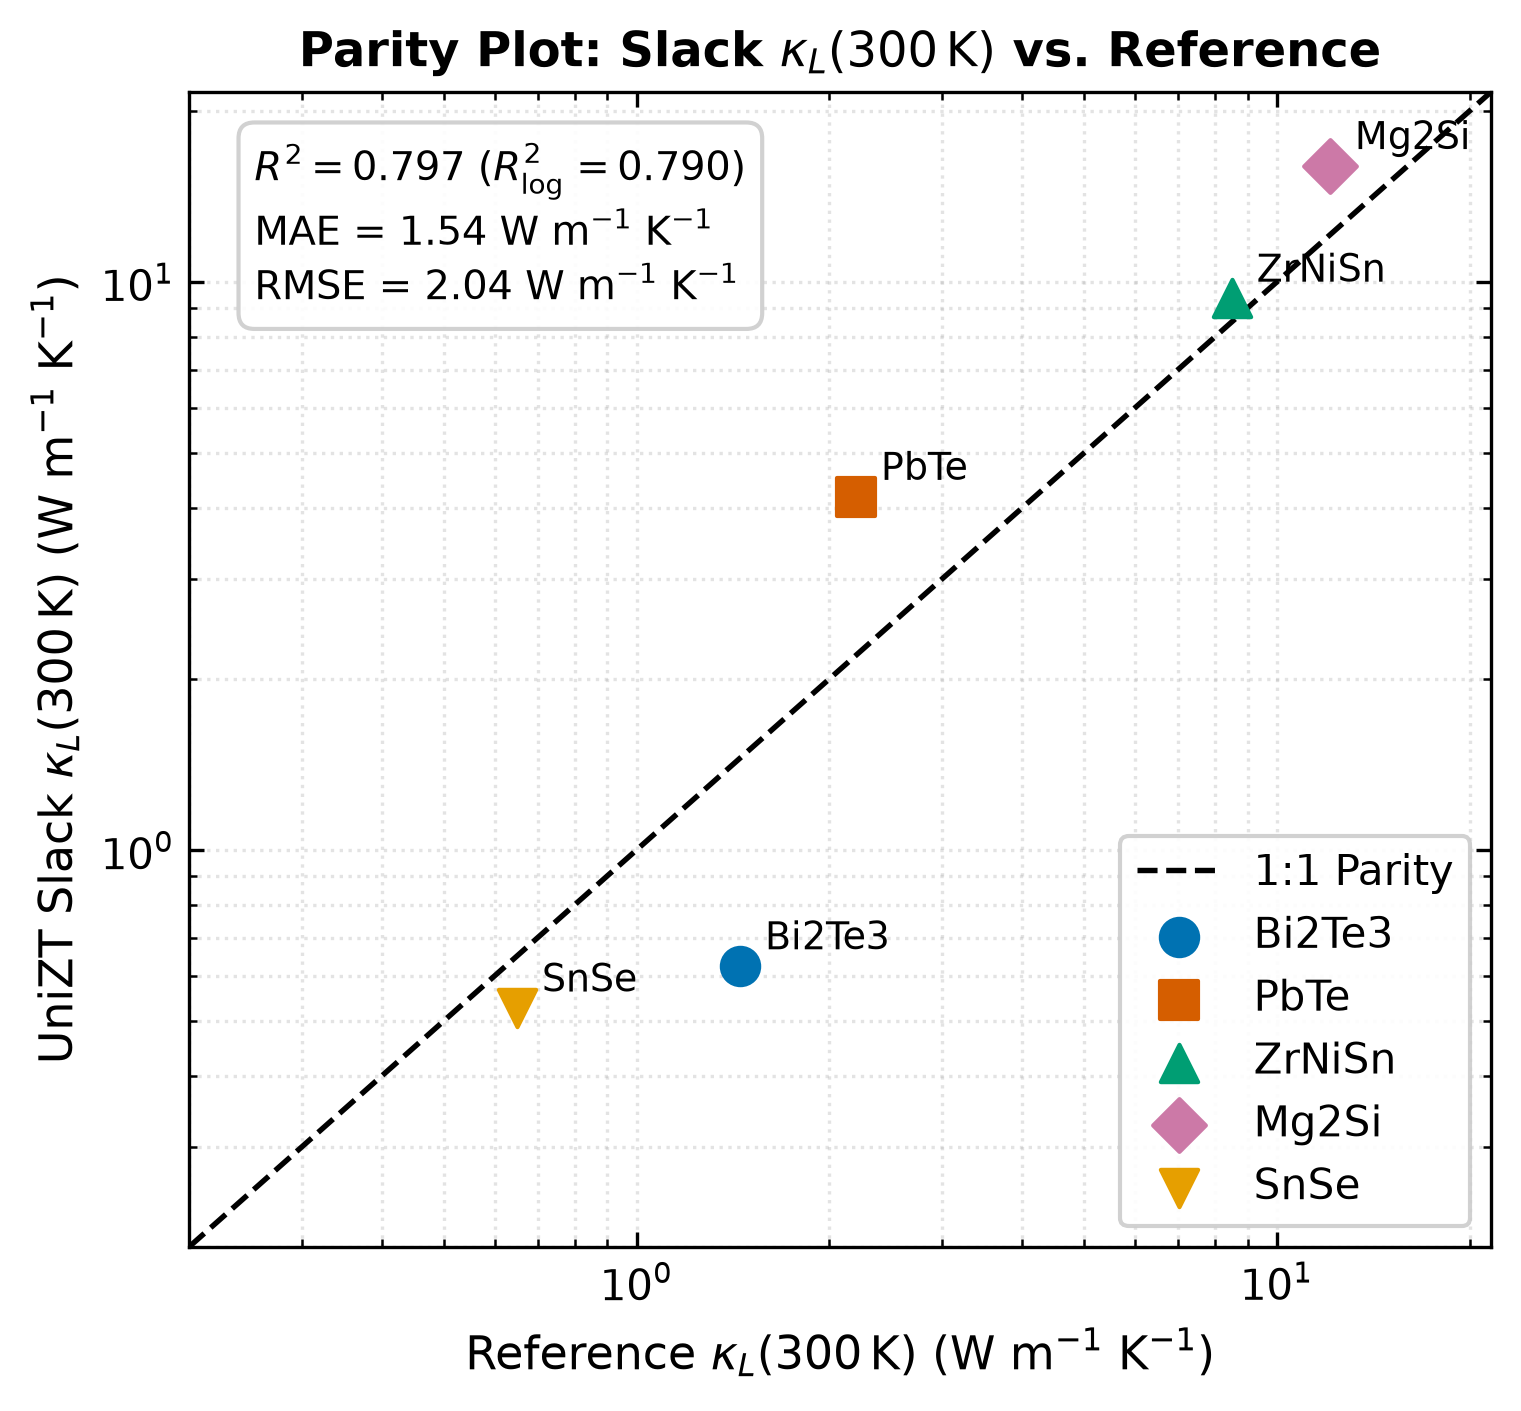 Parity Plot: Slack κ_L(300 K) vs. Reference
R² = 0.797 (R²_log = 0.790)
MAE = 1.54 W m⁻¹ K⁻¹
RMSE = 2.04 W m⁻¹ K⁻¹
Mg2Si
ZrNiSn
PbTe
Bi2Te3
SnSe
UniZT Slack κ_L(300 K) (W m⁻¹ K⁻¹)
10¹
10⁰
1:1 Parity
Bi2Te3
PbTe
ZrNiSn
Mg2Si
SnSe
10⁰ 10¹
Reference κ_L(300 K) (W m⁻¹ K⁻¹)